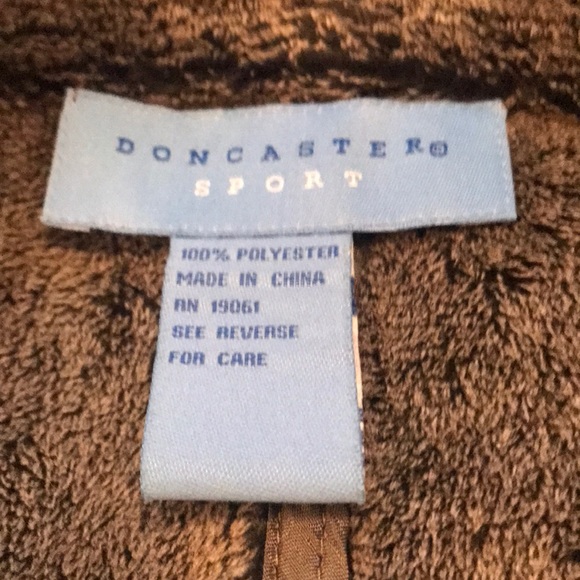 DONCASTER®
SPORT
100% POLYESTER
MADE IN CHINA
RN 19061
SEE REVERSE
FOR CARE